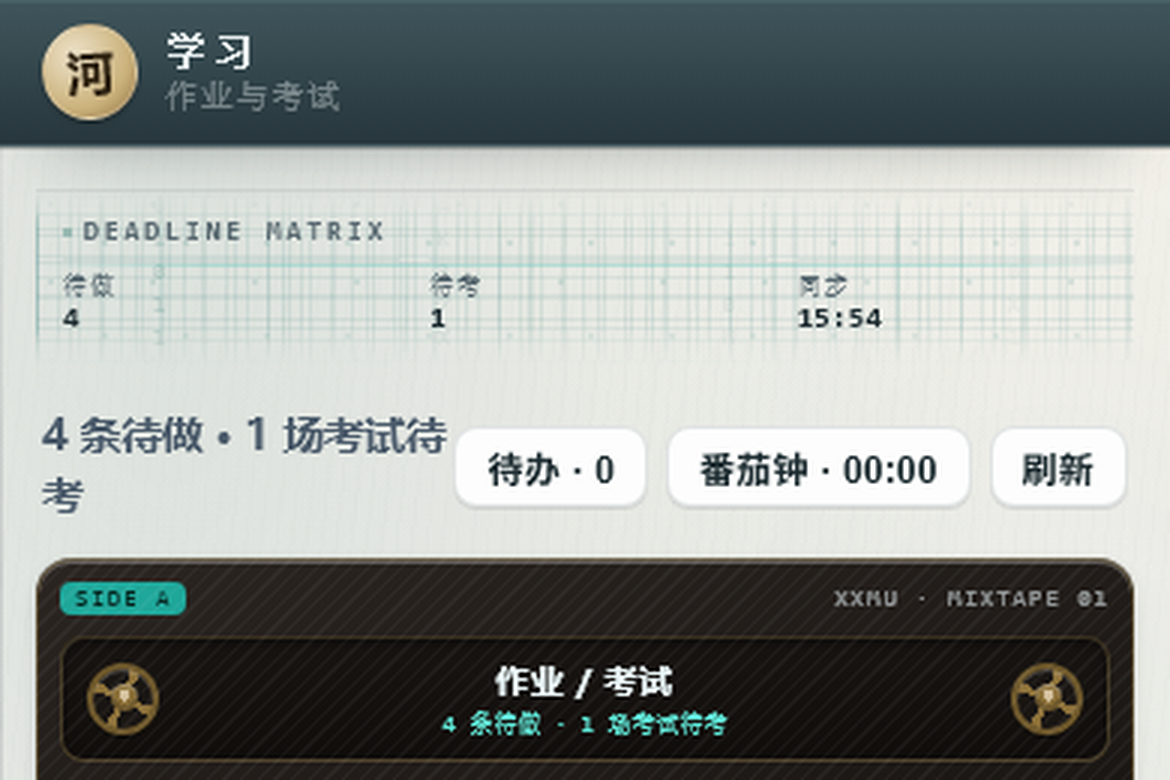 河
学习
作业与考试
DEADLINE MATRIX
待做 待考 同步
4 1 15:54
4 条待做 • 1 场考试待
考
待办 · 0 番茄钟 · 00:00 刷新
SIDE A XXMU · MIXTAPE 01
作业 / 考试
4 条待做 · 1 场考试待考